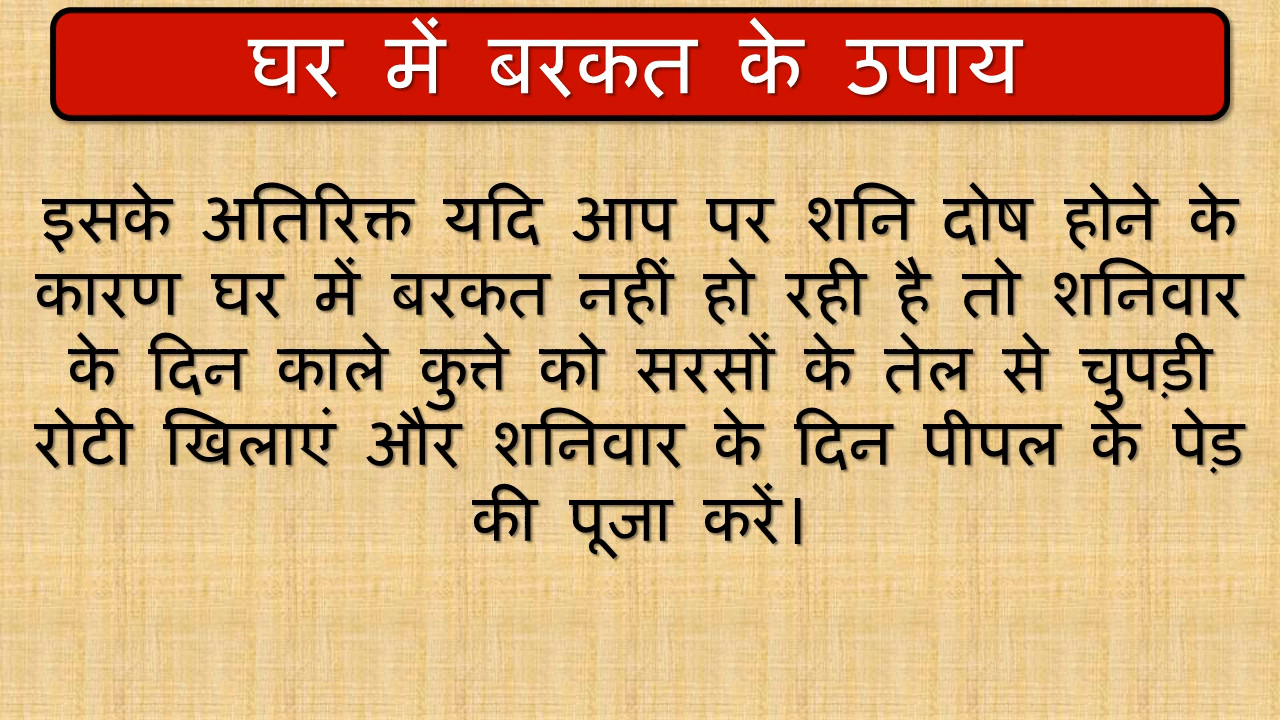 घर में बरकत के उपाय
इसके अतिरिक्त यदि आप पर शनि दोष होने के
कारण घर में बरकत नहीं हो रही है तो शनिवार
के दिन काले कुत्ते को सरसों के तेल से चुपड़ी
रोटी खिलाएं और शनिवार के दिन पीपल के पेड़
की पूजा करें।